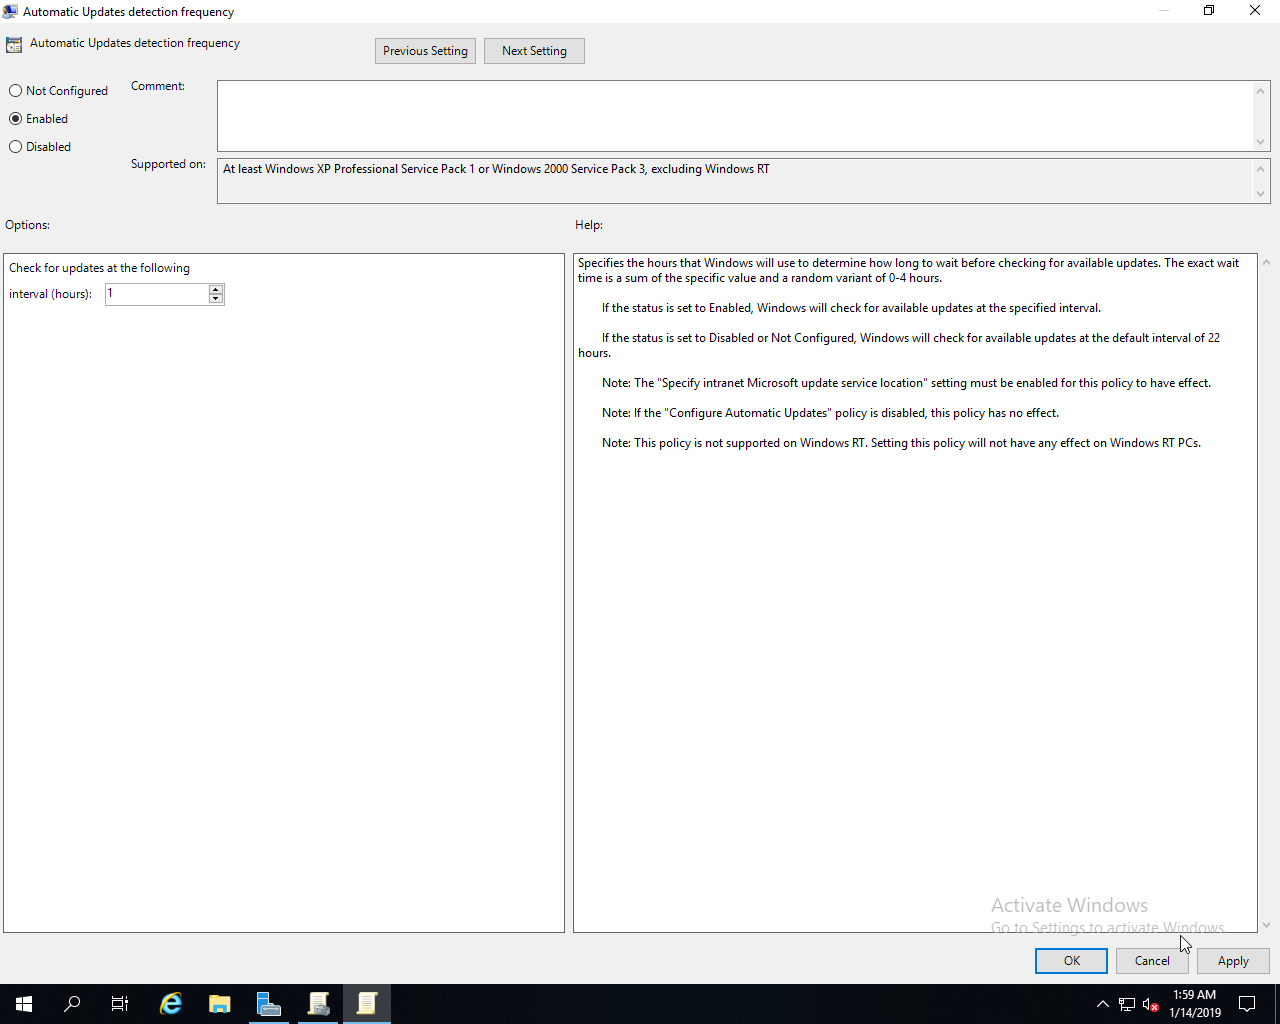 Automatic Updates detection frequency
Automatic Updates detection frequency
Previous Setting
Next Setting
Not Configured
Enabled
Disabled
Comment:
Supported on:
At least Windows XP Professional Service Pack 1 or Windows 2000 Service Pack 3, excluding Windows RT
Options:
Help:
Check for updates at the following
interval (hours):
1
Specifies the hours that Windows will use to determine how long to wait before checking for available updates. The exact wait
time is a sum of the specific value and a random variant of 0-4 hours.
If the status is set to Enabled, Windows will check for available updates at the specified interval.
If the status is set to Disabled or Not Configured, Windows will check for available updates at the default interval of 22
hours.
Note: The "Specify intranet Microsoft update service location" setting must be enabled for this policy to have effect.
Note: If the "Configure Automatic Updates" policy is disabled, this policy has no effect.
Note: This policy is not supported on Windows RT. Setting this policy will not have any effect on Windows RT PCs.
Activate Windows
Go to Settings to activate Windows.
OK
Cancel
Apply
1:59 AM
1/14/2019